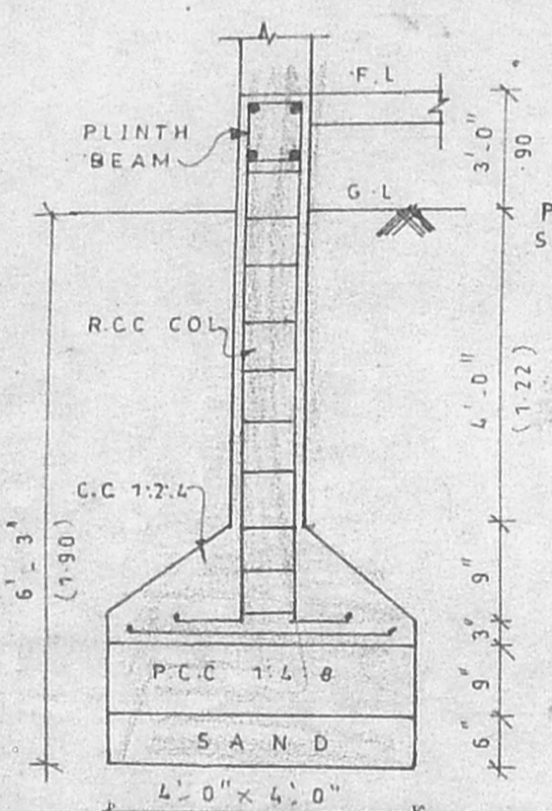 F.L
PLINTH
BEAM
3'-0"
.90
G.L
P
S
R.C.C COL
4'-0"
(1.22)
C.C 1:2:4
6'-3"
(1.90)
9"
3"
P.C.C 1:4:8
9"
SAND
6"
4'-0" x 4'-0"